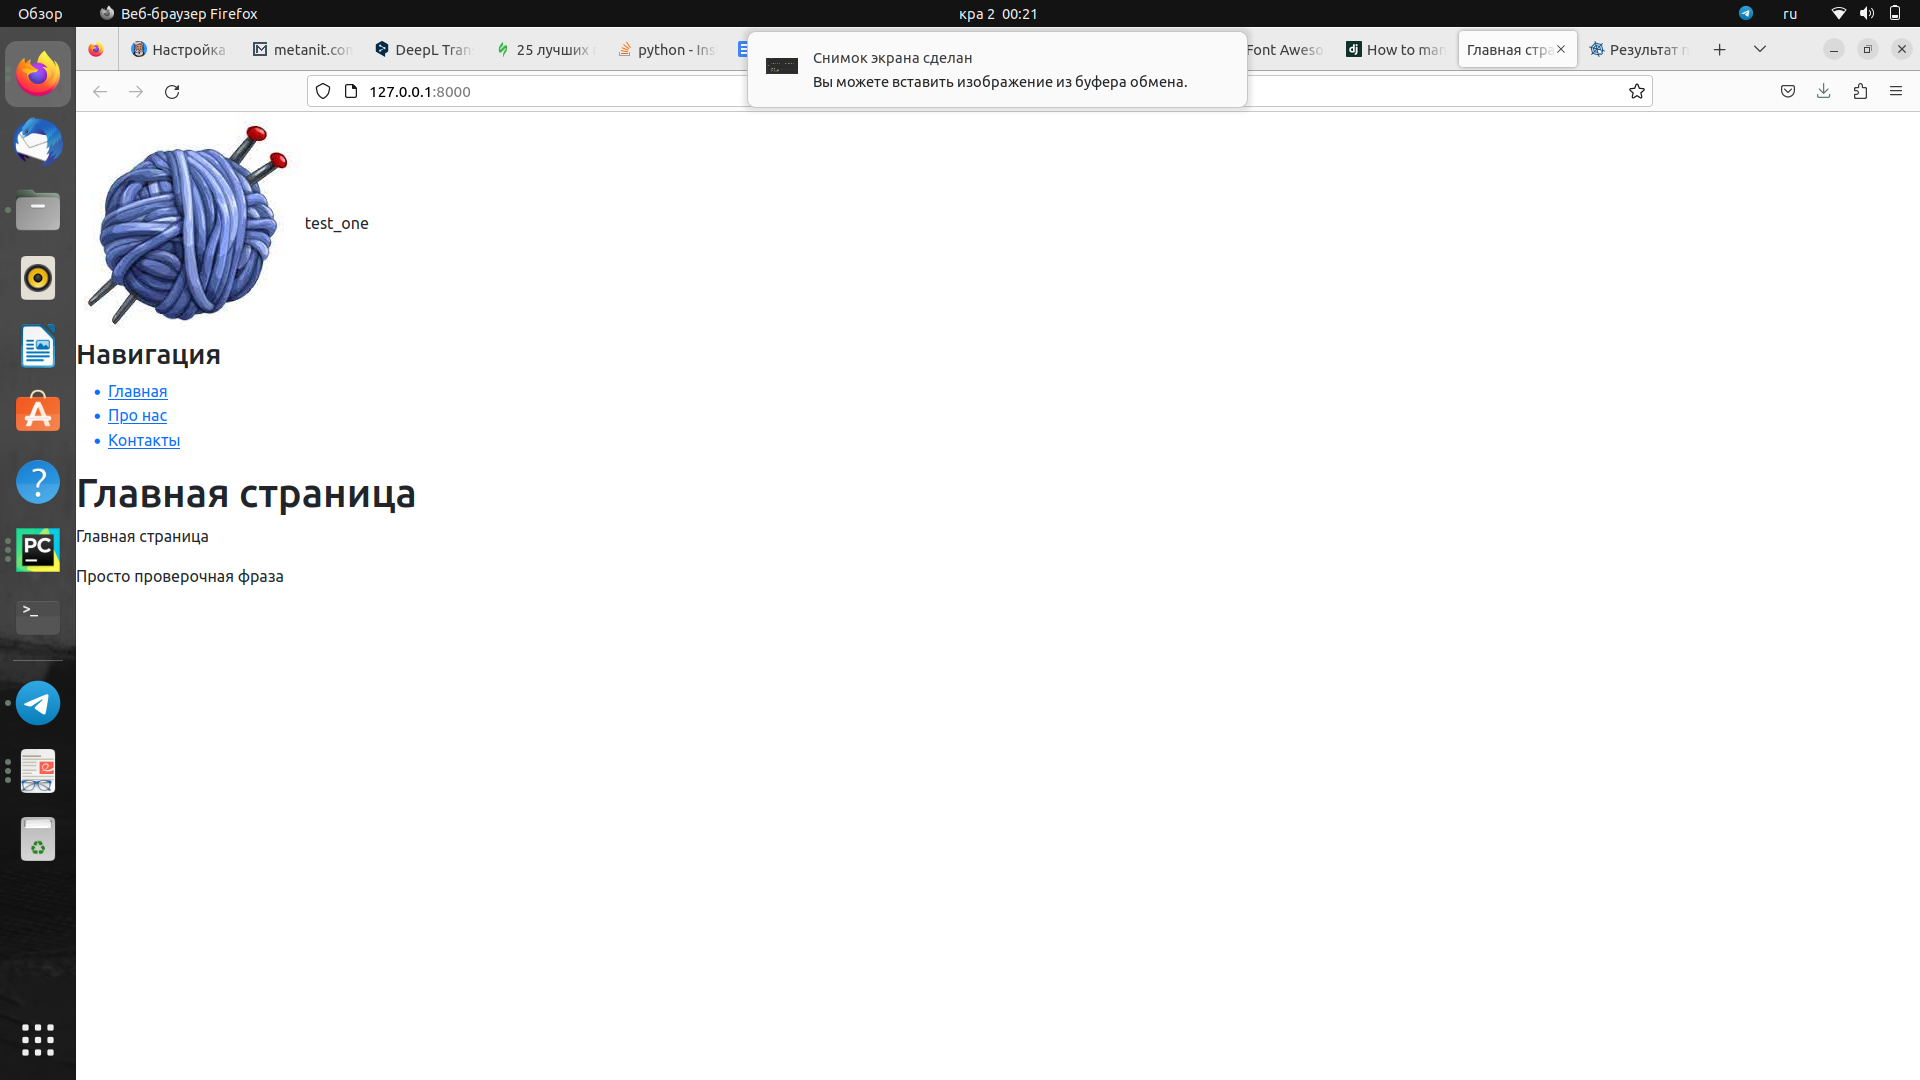 Обзор
Веб-браузер Firefox
кра 2 00:21
ru
Настройка
metanit.con
DeepL Tran
25 лучших
python - Ins
Font Aweso
How to man
Главная стра
Результат п
Снимок экрана сделан
Вы можете вставить изображение из буфера обмена.
127.0.0.1:8000
test_one
Навигация
Главная
Про нас
Контакты
Главная страница
Главная страница
Просто проверочная фраза
PC